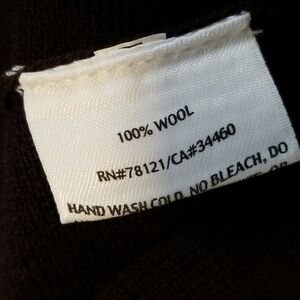 100% WOOL
RN#78121/CA#34460
HAND WASH COLD, NO BLEACH, DO